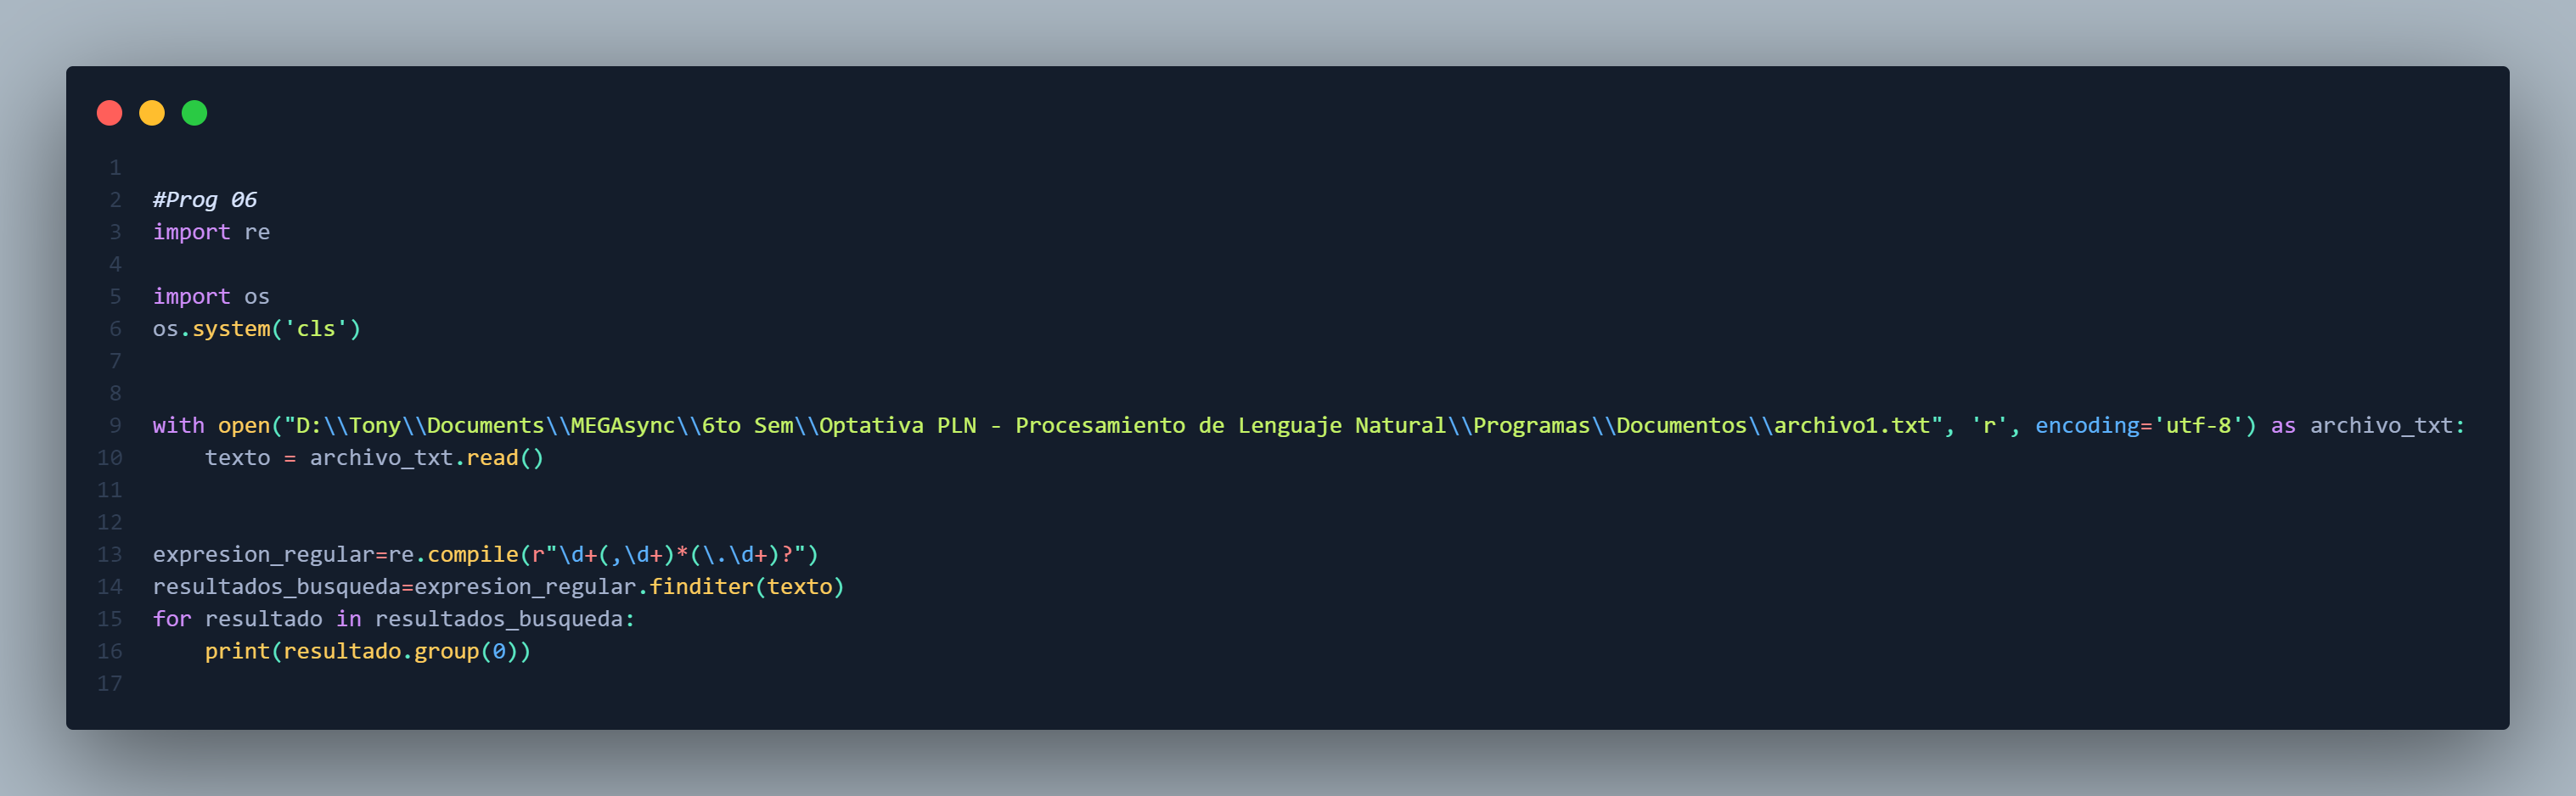 1
2 #Prog 06
3 import re
4
5 import os
6 os.system('cls')
7
8
9 with open("D:\\Tony\\Documents\\MEGAsync\\6to Sem\\Optativa PLN - Procesamiento de Lenguaje Natural\\Programas\\Documentos\\archivo1.txt", 'r', encoding='utf-8') as archivo_txt:
10     texto = archivo_txt.read()
11
12
13 expresion_regular=re.compile(r"\d+(,\d+)*(\.\d+)?")
14 resultados_busqueda=expresion_regular.finditer(texto)
15 for resultado in resultados_busqueda:
16     print(resultado.group(0))
17